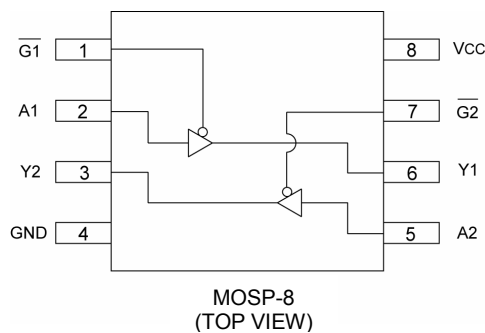 G1 1 8 VCC
A1 2 7 G2
Y2 3 6 Y1
GND 4 5 A2
MOSP-8
(TOP VIEW)